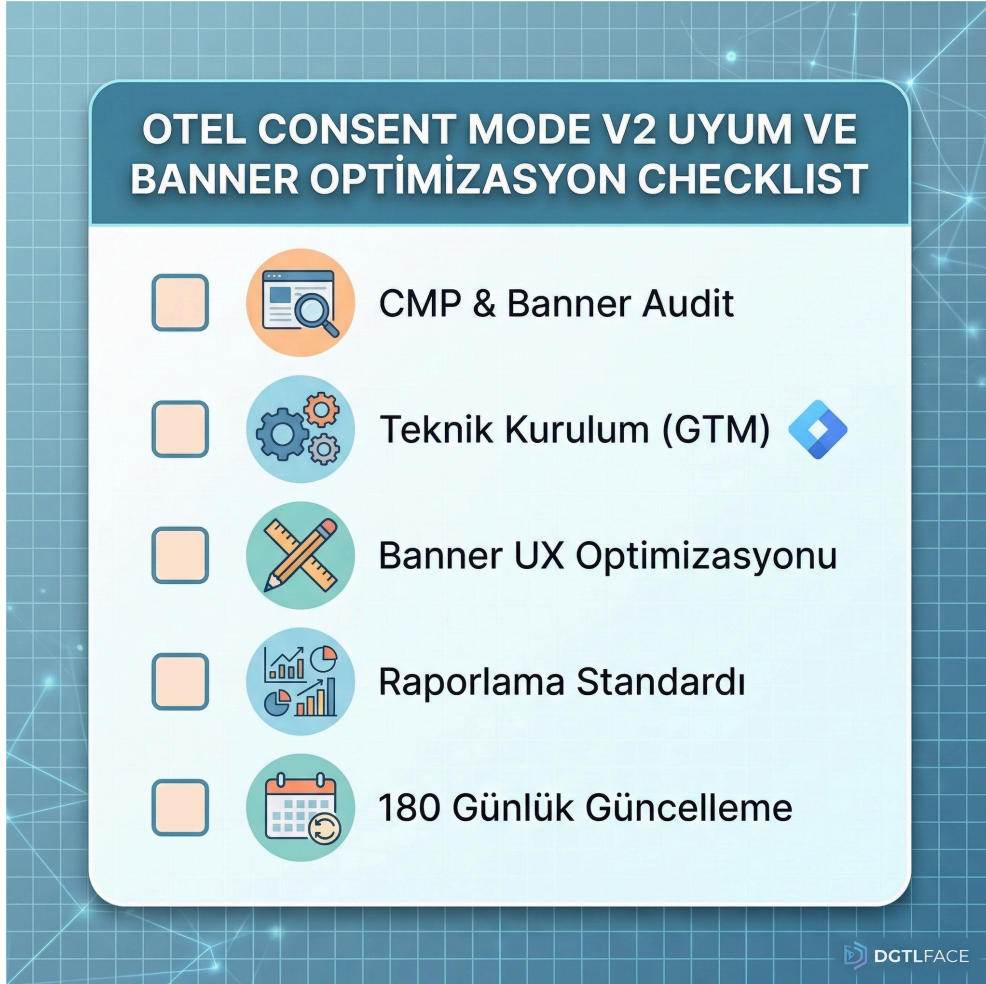 OTEL CONSENT MODE V2 UYUM VE
BANNER OPTİMİZASYON CHECKLIST
CMP & Banner Audit
Teknik Kurulum (GTM)
Banner UX Optimizasyonu
Raporlama Standardı
180 Günlük Güncelleme
DGTLFACE